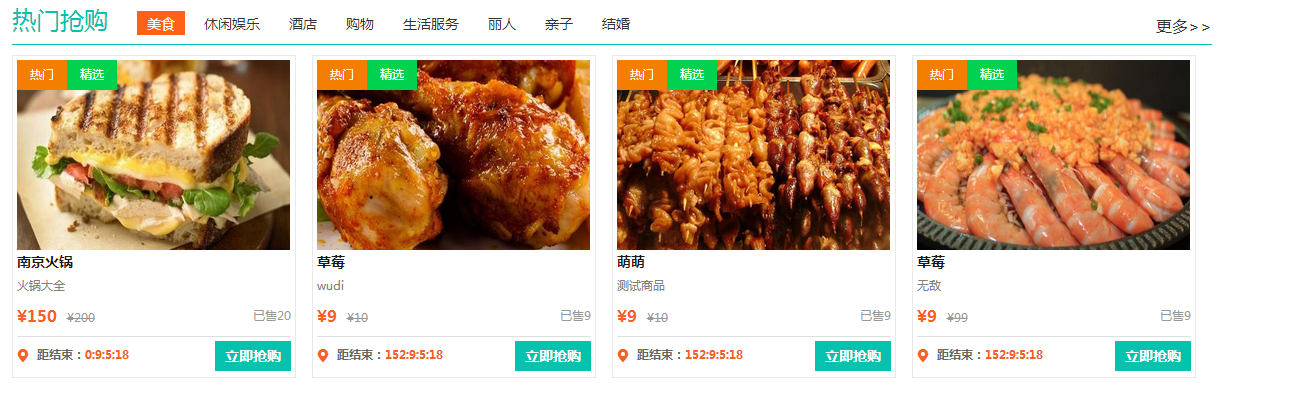 热门抢购 美食 休闲娱乐 酒店 购物 生活服务 丽人 亲子 结婚 更多>>
热门 精选 热门 精选 热门 精选 热门 精选
南京火锅 草莓 萌萌 草莓
火锅大全 wudi 测试商品 无敌
¥150 ¥200 已售20 ¥9 ¥10 已售9 ¥9 ¥10 已售9 ¥9 ¥99 已售9
距结束：0:9:5:18 立即抢购 距结束：152:9:5:18 立即抢购 距结束：152:9:5:18 立即抢购 距结束：152:9:5:18 立即抢购